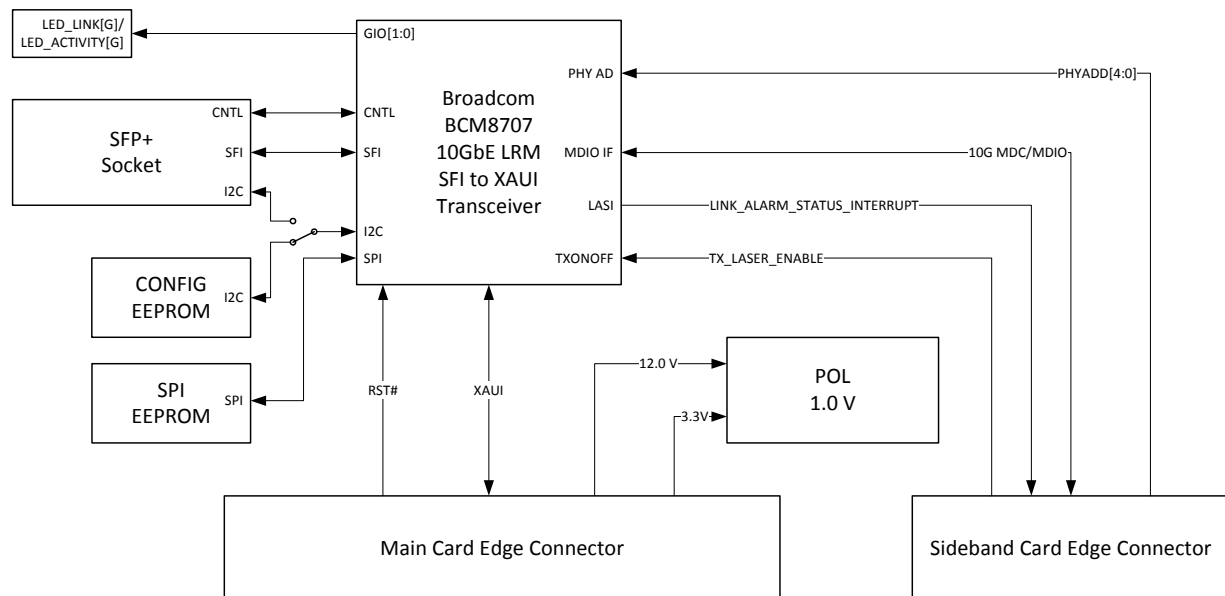 LED_LINK[G]/
LED_ACTIVITY[G]
GIO[1:0]
PHY AD
PHYADD[4:0]
Broadcom
BCM8707
10GbE LRM
SFI to XAUI
Transceiver
CNTL
CNTL
SFP+
Socket
SFI
SFI
I2C
MDIO IF
10G MDC/MDIO
LASI
LINK_ALARM_STATUS_INTERRUPT
I2C
SPI
TXONOFF
TX_LASER_ENABLE
CONFIG
EEPROM
I2C
SPI
EEPROM
SPI
RST#
XAUI
12.0 V
3.3V
POL
1.0 V
Main Card Edge Connector
Sideband Card Edge Connector